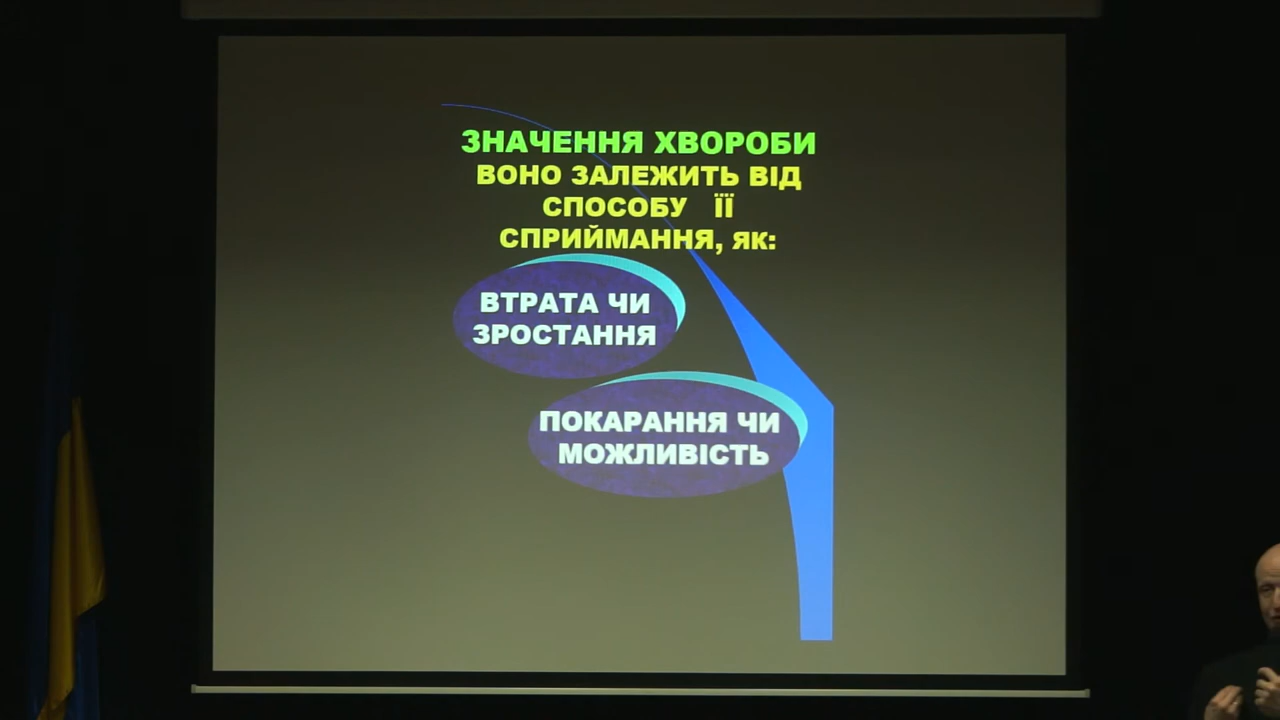 ЗНАЧЕННЯ ХВОРОБИ
ВОНО ЗАЛЕЖИТЬ ВІД
СПОСОБУ ЇЇ
СПРИЙМАННЯ, ЯК:
ВТРАТА ЧИ
ЗРОСТАННЯ
ПОКАРАННЯ ЧИ
МОЖЛИВІСТЬ